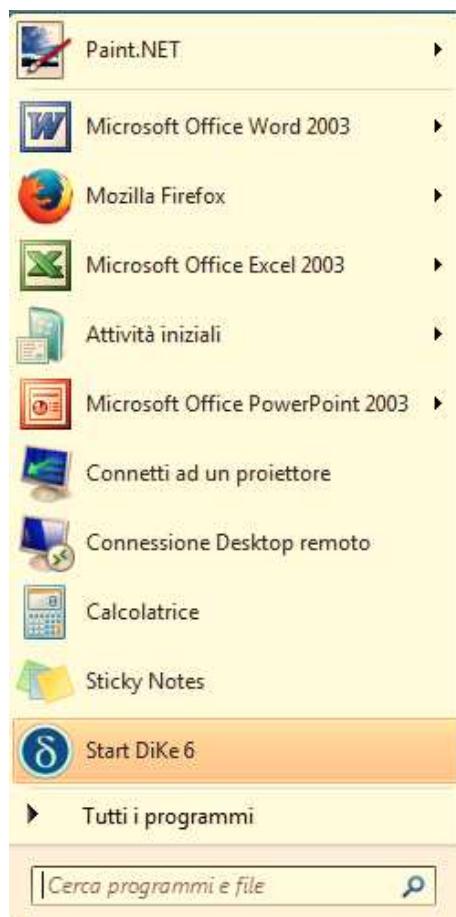 Paint.NET
Microsoft Office Word 2003
Mozilla Firefox
Microsoft Office Excel 2003
Attività iniziali
Microsoft Office PowerPoint 2003
Connetti ad un proiettore
Connessione Desktop remoto
Calcolatrice
Sticky Notes
Start DiKe 6
Tutti i programmi
Cerca programmi e file